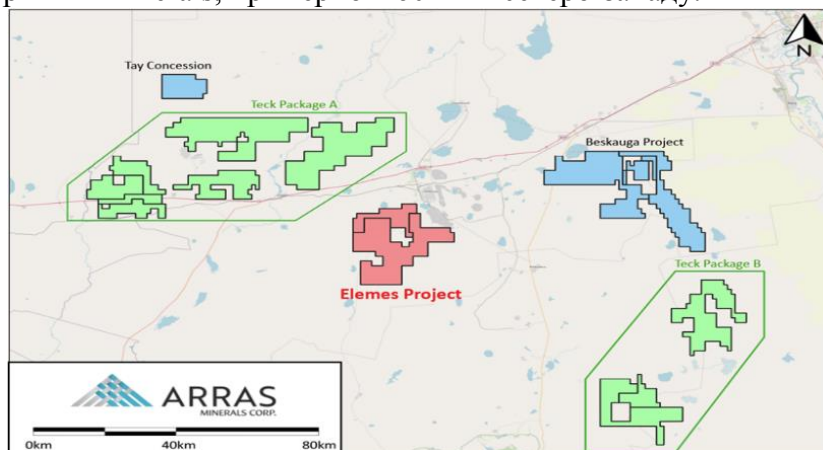 Tay Concession
N
Teck Package A
Beskauga Project
Elemes Project
Teck Package B
ARRAS
MINERALS CORP.
0km 40km 80km